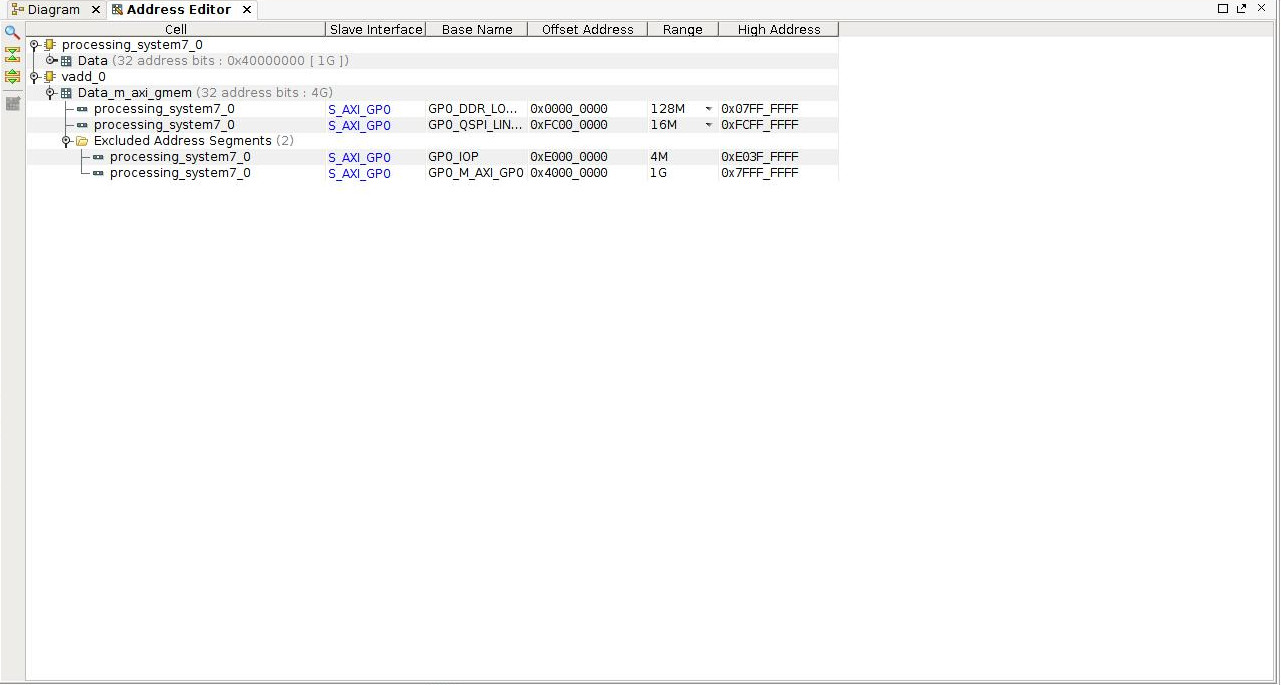 Diagram Address Editor
Cell Slave Interface Base Name Offset Address Range High Address
processing_system7_0
Data (32 address bits : 0x40000000 [ 1G ])
vadd_0
Data_m_axi_gmem (32 address bits : 4G)
processing_system7_0 S_AXI_GP0 GP0_DDR_LO... 0x0000_0000 128M 0x07FF_FFFF
processing_system7_0 S_AXI_GP0 GP0_QSPI_LIN... 0xFC00_0000 16M 0xFCFF_FFFF
Excluded Address Segments (2)
processing_system7_0 S_AXI_GP0 GP0_IOP 0xE000_0000 4M 0xE03F_FFFF
processing_system7_0 S_AXI_GP0 GP0_M_AXI_GP0 0x4000_0000 1G 0x7FFF_FFFF